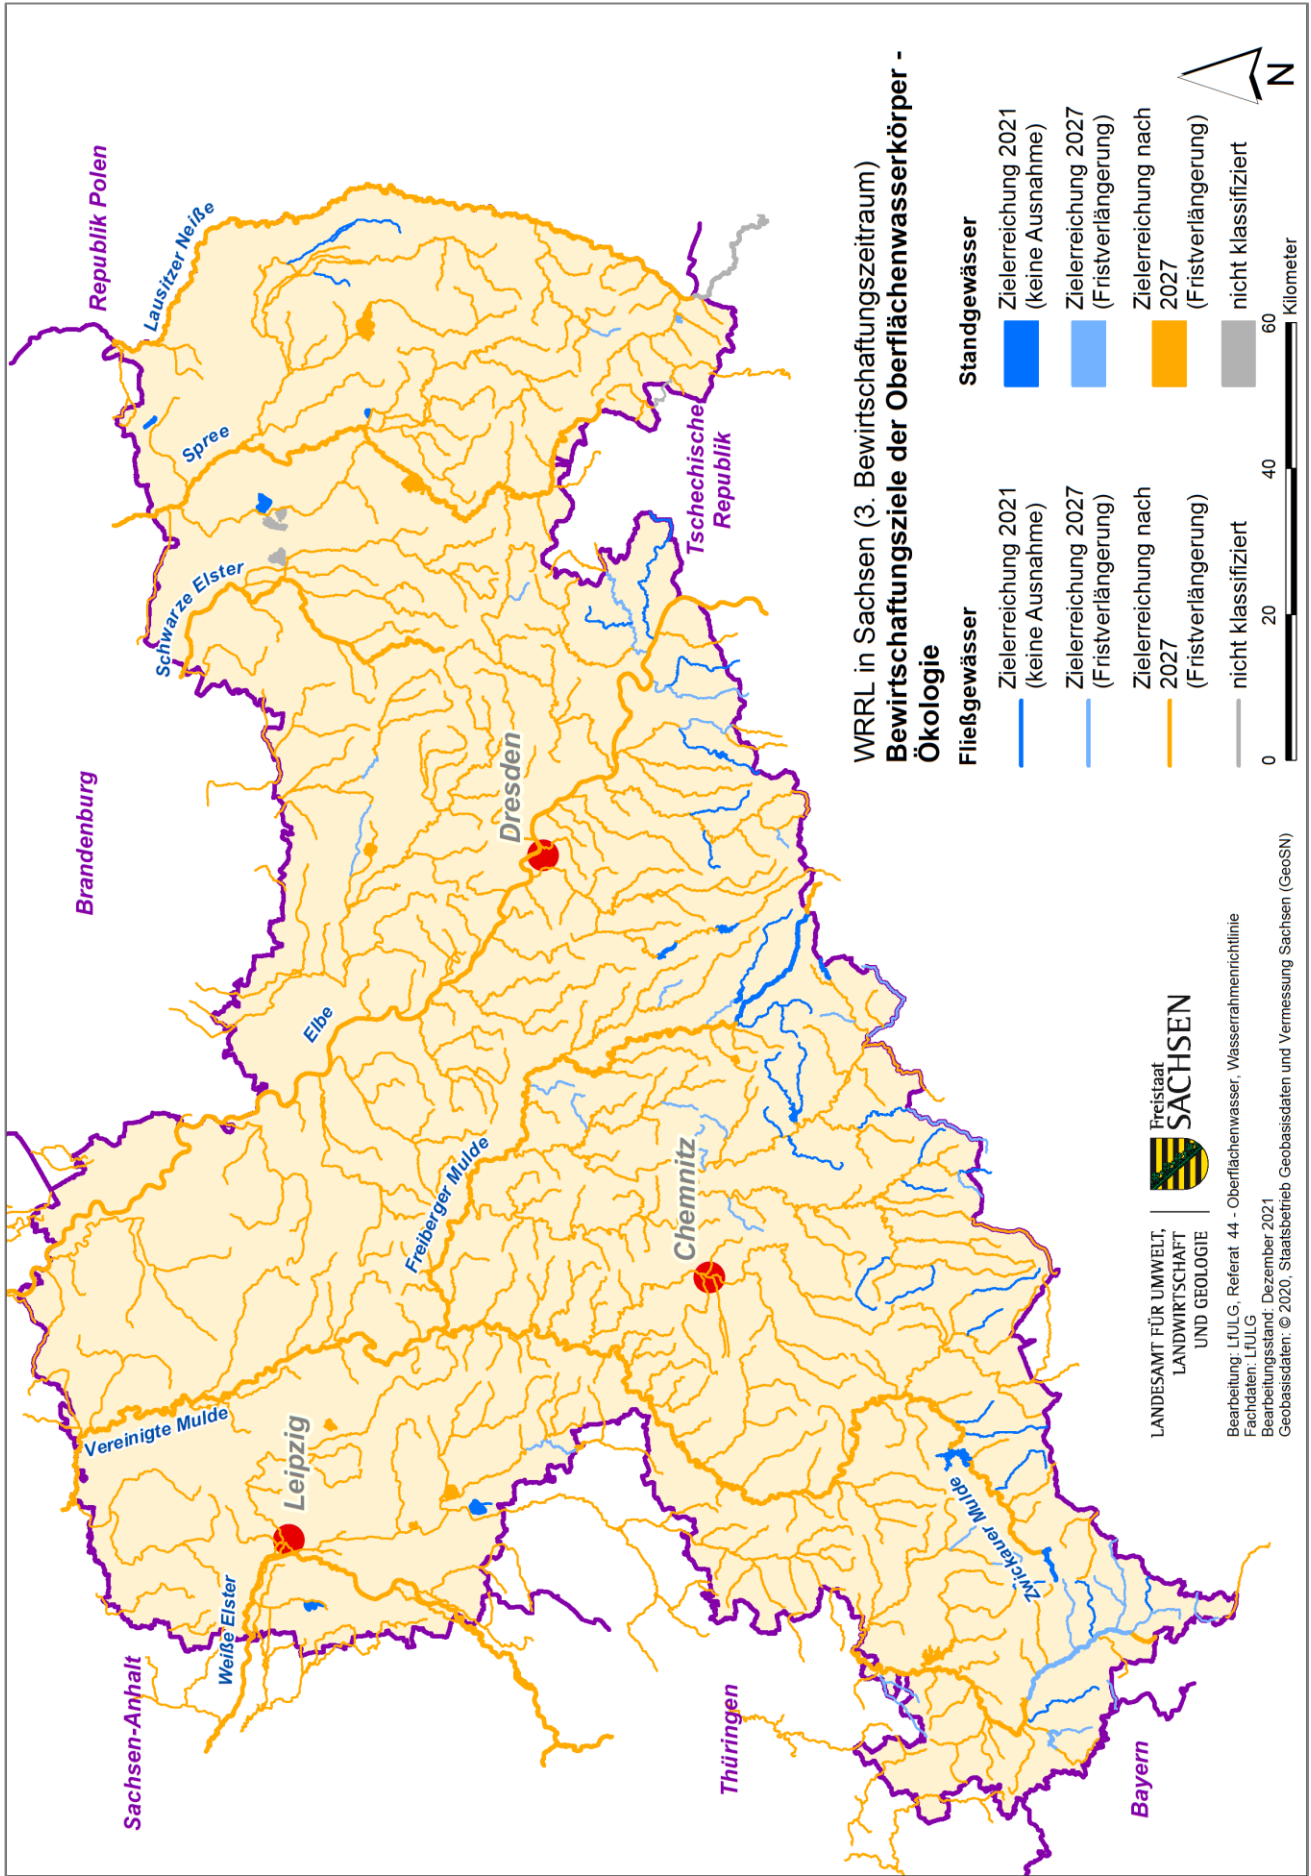 Republik Polen
Lausitzer Neiße
Spree
Schwarze Elster
Brandenburg
Tschechische
Republik
Dresden
Elbe
Freiberger Mulde
Chemnitz
Vereinigte Mulde
Leipzig
Weiße Elster
Sachsen-Anhalt
Thüringen
Zwickauer Mulde
Bayern
WRRL in Sachsen (3. Bewirtschaftungszeitraum)
Bewirtschaftungsziele der Oberflächenwasserkörper -
Ökologie
Fließgewässer
Zielerreichung 2021
(keine Ausnahme)
Zielerreichung 2027
(Fristverlängerung)
Zielerreichung nach
2027
(Fristverlängerung)
nicht klassifiziert
Standgewässer
Zielerreichung 2021
(keine Ausnahme)
Zielerreichung 2027
(Fristverlängerung)
Zielerreichung nach
2027
(Fristverlängerung)
nicht klassifiziert
0 20 40 60
Kilometer
N
LANDESAMT FÜR UMWELT,
LANDWIRTSCHAFT
UND GEOLOGIE
Freistaat
SACHSEN
Bearbeitung: LfULG, Referat 44 - Oberflächenwasser, Wasserrahmenrichtlinie
Fachdaten: LfULG
Bearbeitungsstand: Dezember 2021
Geobasisdaten: © 2020, Staatsbetrieb Geobasisdaten und Vermessung Sachsen (GeoSN)